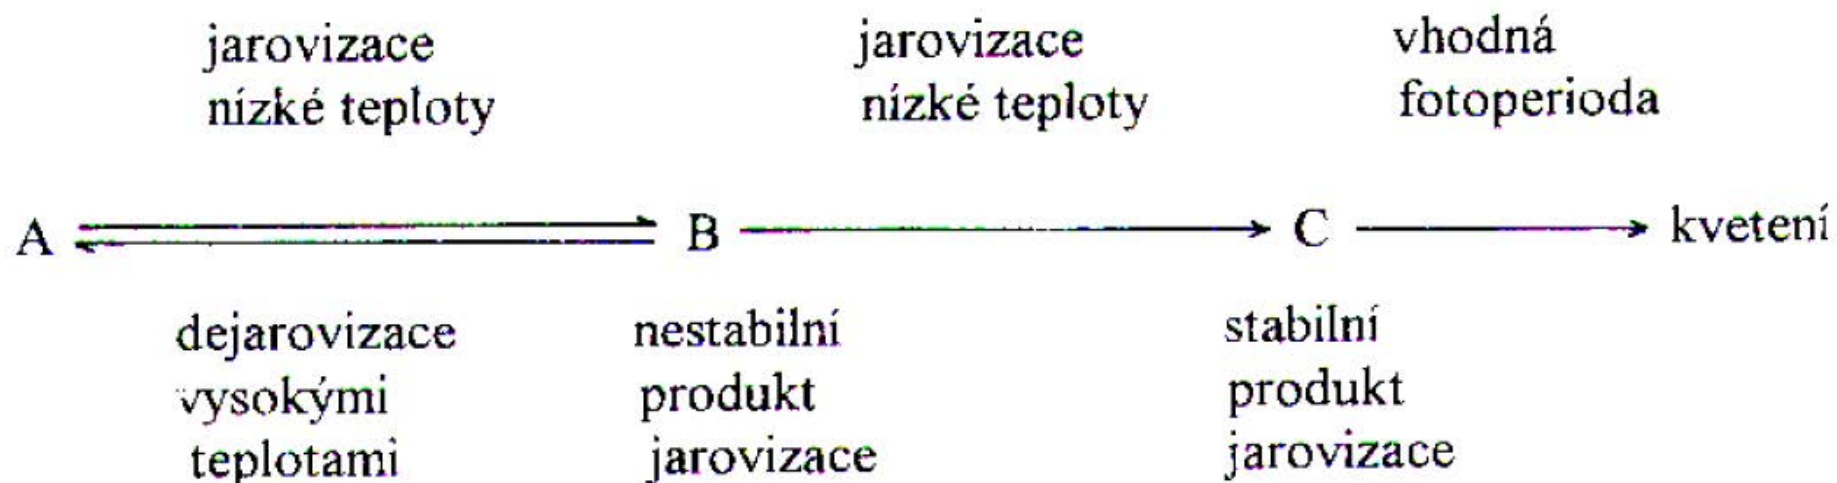 jarovizace
nízké teploty
jarovizace
nízké teploty
vhodná
fotoperioda
A
B
C
kvetení
dejarovizace
vysokými
teplotami
nestabilní
produkt
jarovizace
stabilní
produkt
jarovizace